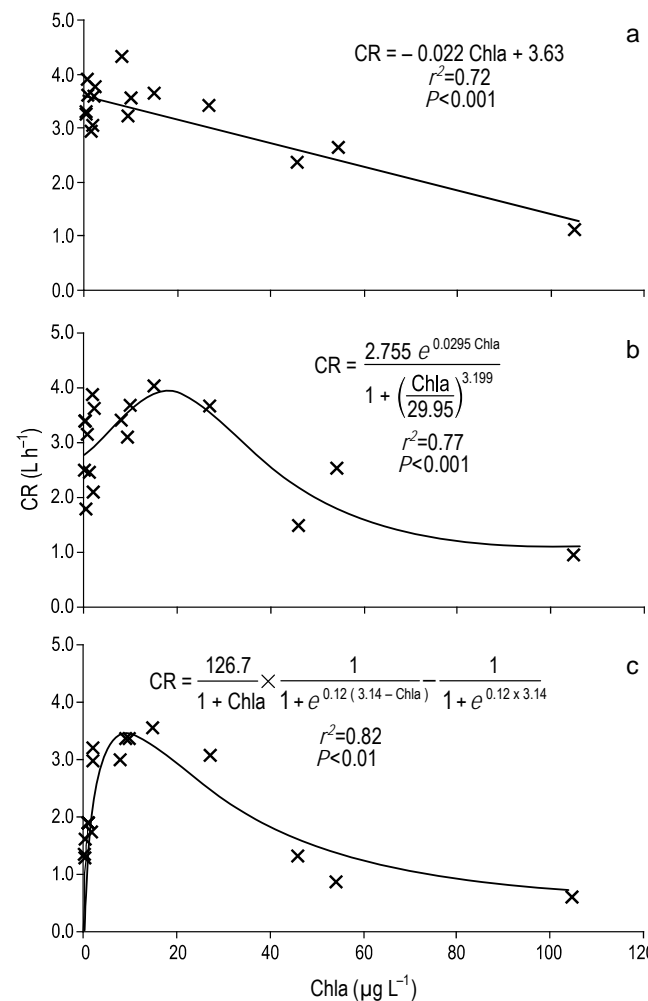 a
5.0
4.0
3.0
2.0
1.0
0.0
CR = – 0.022 Chla + 3.63
r²=0.72
P<0.001
b
5.0
4.0
3.0
2.0
1.0
0.0
CR (L h⁻¹)
CR = 2.755 e^0.0295 Chla / 1 + (Chla / 29.95)^3.199
r²=0.77
P<0.001
c
5.0
4.0
3.0
2.0
1.0
0.0
CR = 126.7 / 1 + Chla × 1 / 1 + e^0.12 (3.14 – Chla) – 1 / 1 + e^0.12 x 3.14
r²=0.82
P<0.01
0 20 40 60 80 100 120
Chla (µg L⁻¹)